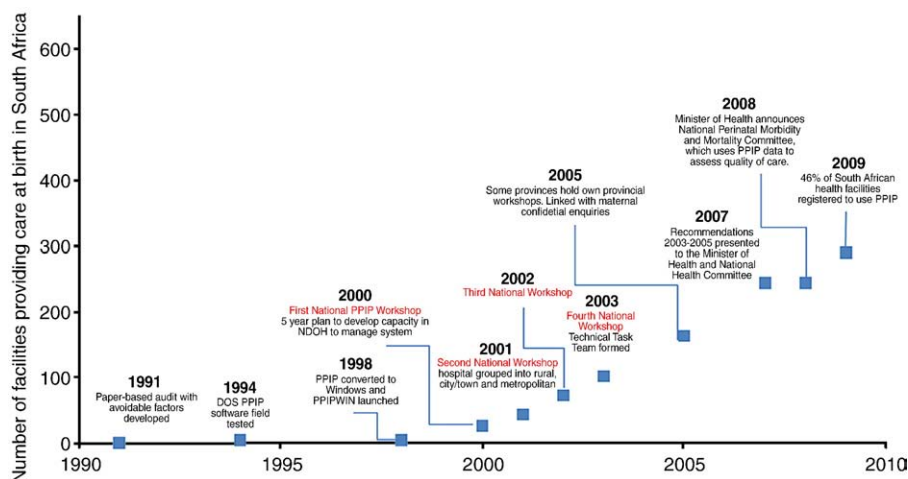 Number of facilities providing care at birth in South Africa
600
500
400
300
200
100
0
1990
1995
2000
2005
2010
1991
Paper-based audit with
avoidable factors
developed
1994
DOS PPIP
software field
tested
1998
PPIP converted to
Windows and
PPIPWIN launched
2000
First National PPIP Workshop
5 year plan to develop capacity in
NDOH to manage system
2001
Second National Workshop
hospital grouped into rural,
city/town and metropolitan
2002
Third National Workshop
2003
Fourth National
Workshop
Technical Task
Team formed
2005
Some provinces hold own provincial
workshops. Linked with maternal
confidetial enquiries
2007
Recommendations
2003-2005 presented
to the Minister of
Health and National
Health Committee
2008
Minister of Health announces
National Perinatal Morbidity
and Mortality Committee,
which uses PPIP data to
assess quality of care.
2009
46% of South African
health facilities
registered to use PPIP